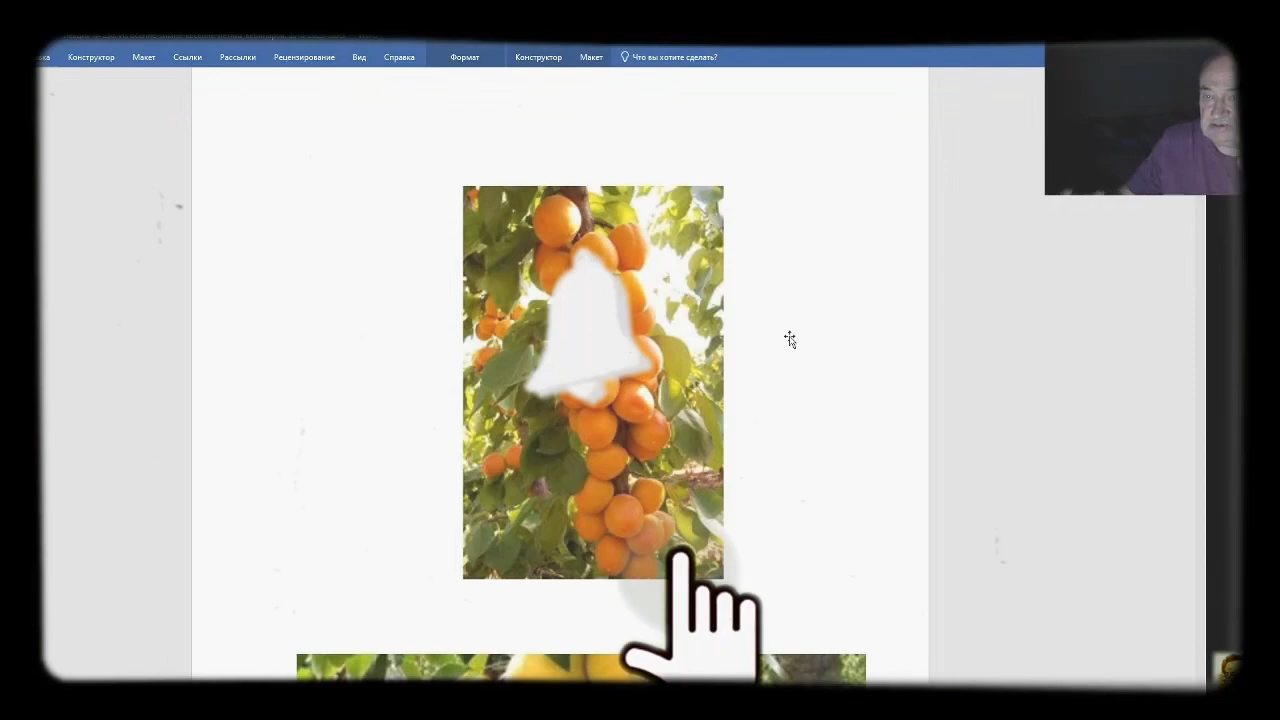 Конструктор Макет Ссылки Рассылки Рецензирование Вид Справка Формат Конструктор Макет Что вы хотите сделать?